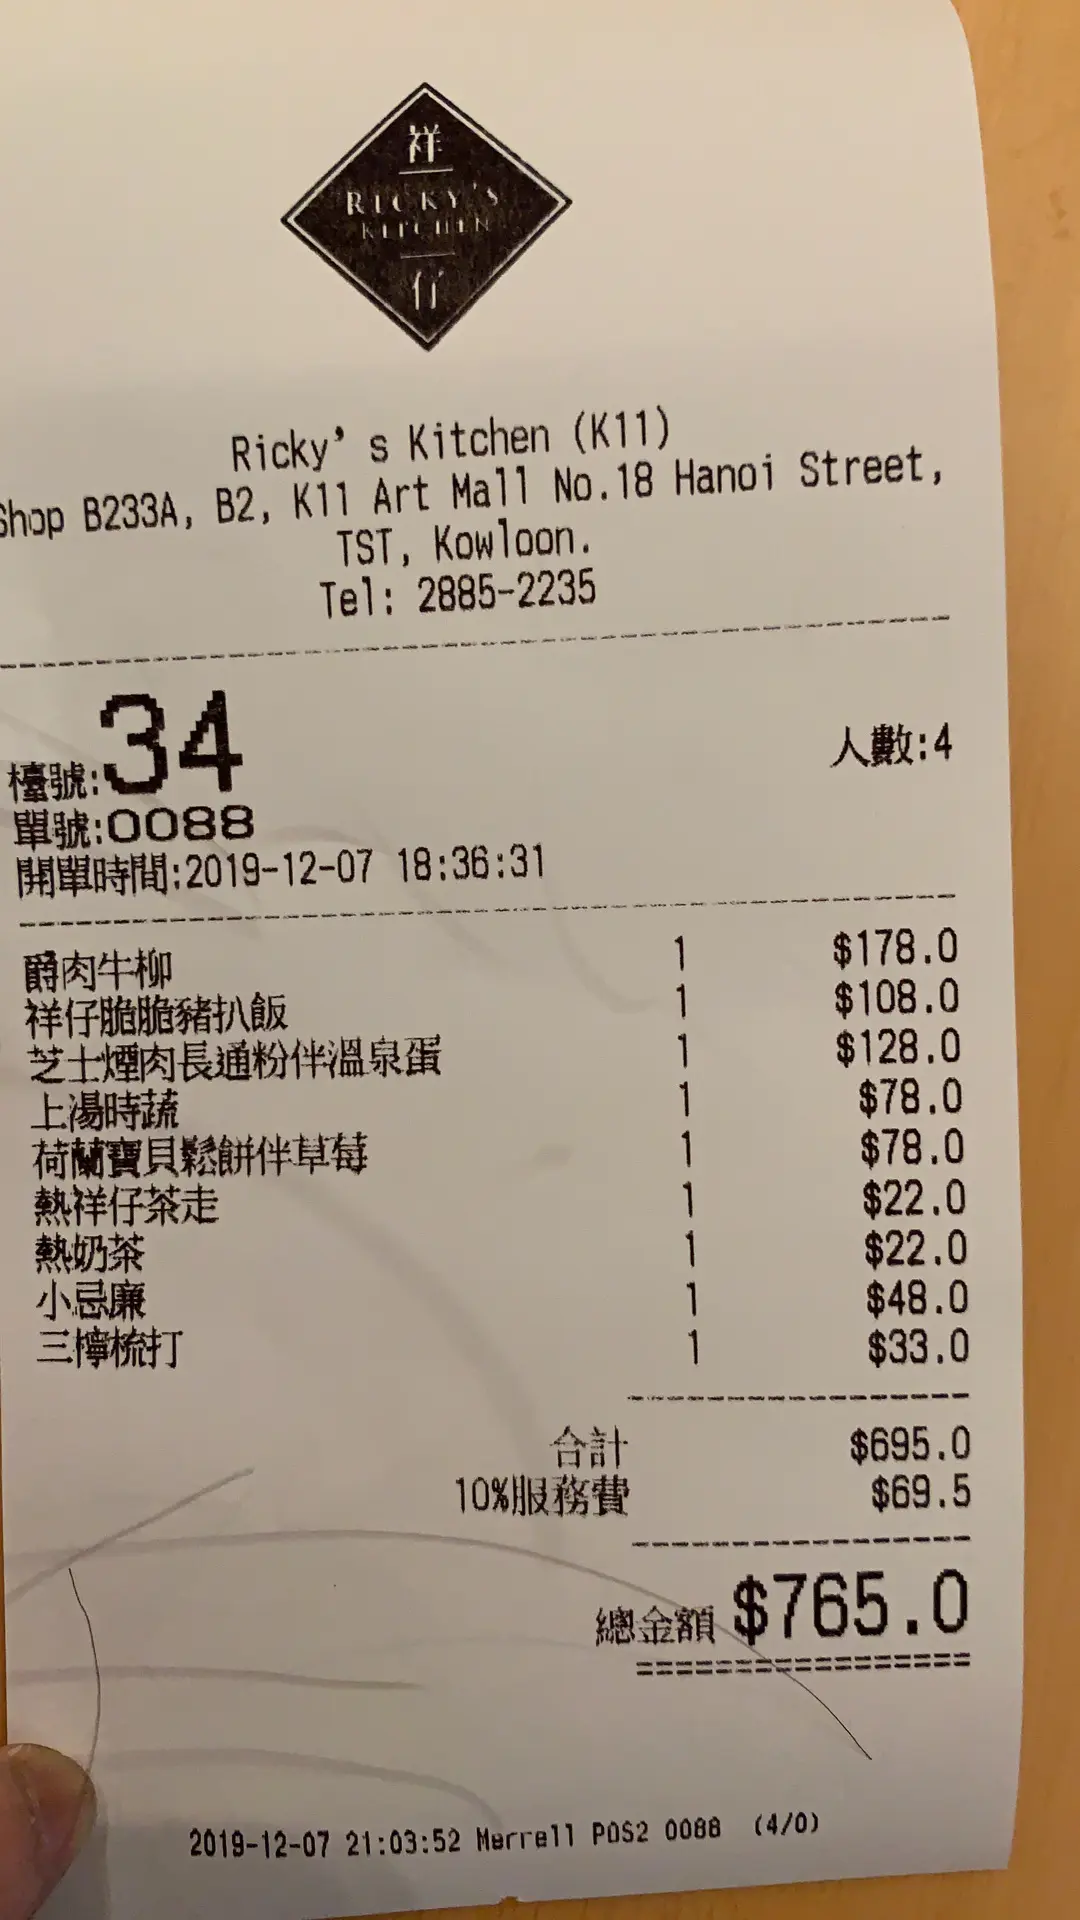 祥
RICKY'S
KITCHEN
仔
Ricky's Kitchen (K11)
Shop B233A, B2, K11 Art Mall No.18 Hanoi Street,
TST, Kowloon.
Tel: 2885-2235
檯號:34 人數:4
單號:0088
開單時間:2019-12-07 18:36:31
爵肉牛柳 1 $178.0
祥仔脆脆豬扒飯 1 $108.0
芝士煙肉長通粉伴溫泉蛋 1 $128.0
上湯時蔬 1 $78.0
荷蘭寶貝鬆餅伴草莓 1 $78.0
熱祥仔茶走 1 $22.0
熱奶茶 1 $22.0
小忌廉 1 $48.0
三檸梳打 1 $33.0
合計 $695.0
10%服務費 $69.5
總金額 $765.0
2019-12-07 21:03:52 Merrell POS2 0088 (4/0)